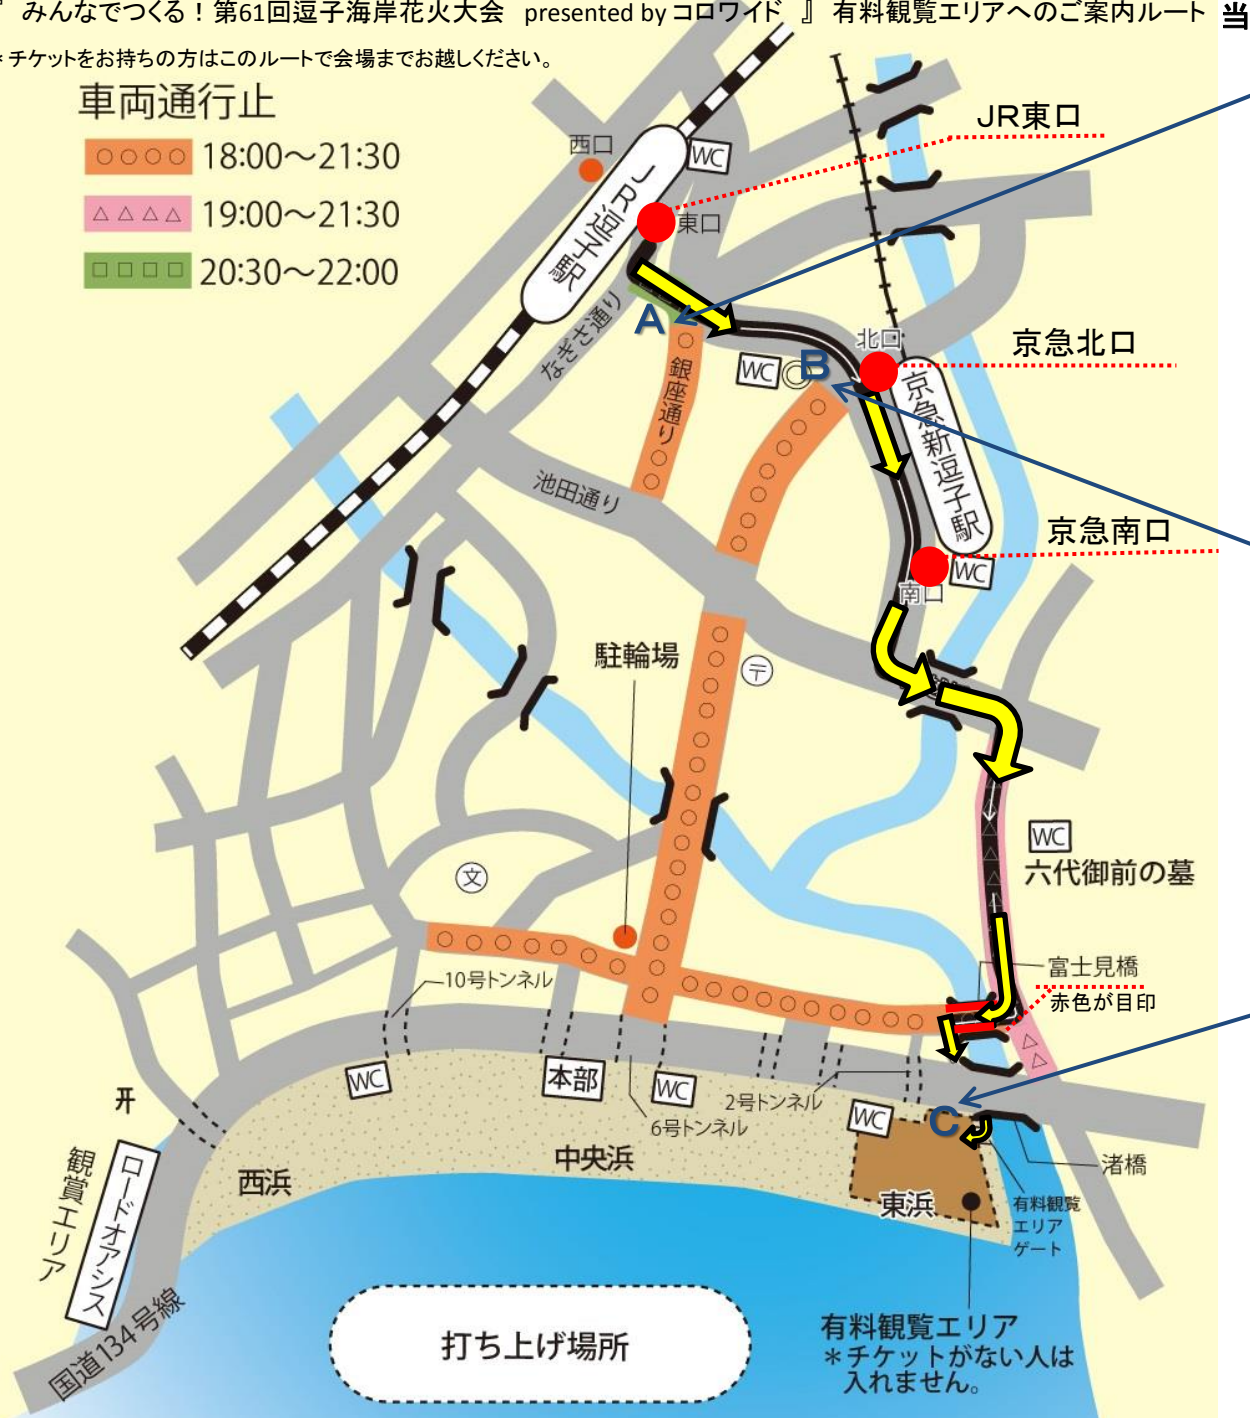 『 みんなでつくる！第61回逗子海岸花火大会 presented by コロワイド 』 有料観覧エリアへのご案内ルート 当
＊チケットをお持ちの方はこのルートで会場までお越しください。
車両通行止
18:00～21:30
19:00～21:30
20:30～22:00
西口
WC
JR東口
JR逗子駅
東口
なぎさ通り
A
銀座通り
WC
B
北口
京急北口
京急新逗子駅
池田通り
京急南口
南口
WC
駐輪場
〒
WC
六代御前の墓
文
富士見橋
赤色が目印
10号トンネル
WC
本部
WC
6号トンネル
2号トンネル
WC
C
渚橋
西浜
中央浜
東浜
有料観覧
エリア
ゲート
観賞エリア
ロードオアシス
国道134号線
打ち上げ場所
有料観覧エリア
＊チケットがない人は
入れません。